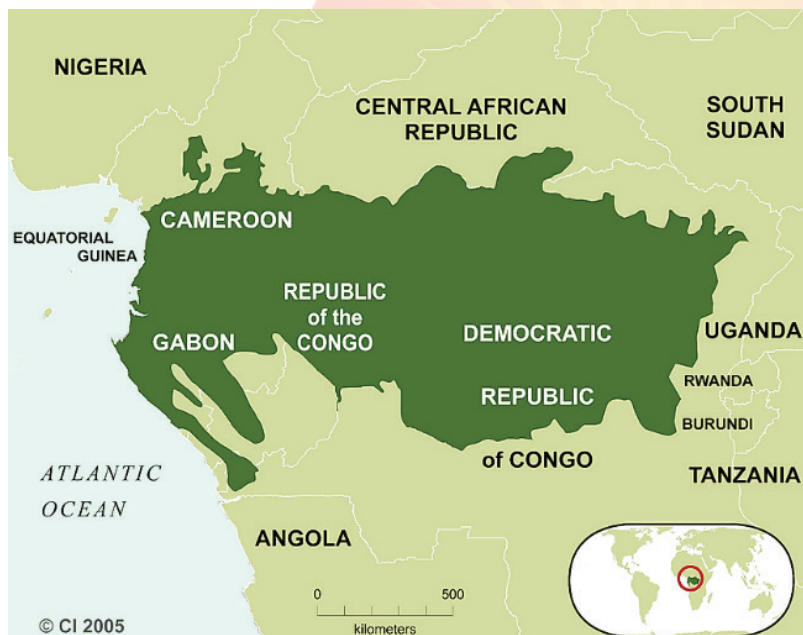 NIGERIA
CENTRAL AFRICAN
REPUBLIC
SOUTH
SUDAN
CAMEROON
EQUATORIAL
GUINEA
REPUBLIC
of the
CONGO
GABON
DEMOCRATIC
REPUBLIC
of CONGO
UGANDA
RWANDA
BURUNDI
TANZANIA
ATLANTIC
OCEAN
ANGOLA
0 500
kilometers
© CI 2005